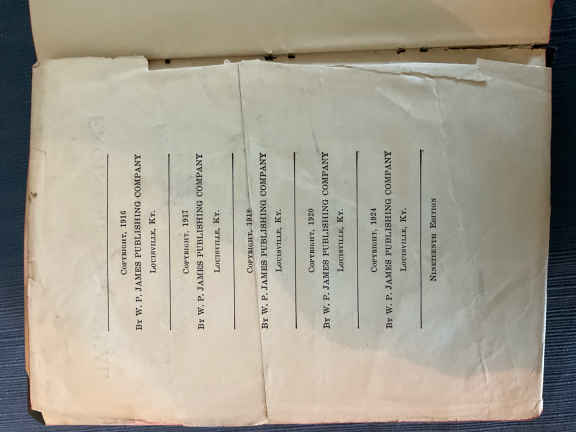 Copyright, 1916
By W. P. JAMES PUBLISHING COMPANY
Louisville, Ky.
Copyright, 1917
By W. P. JAMES PUBLISHING COMPANY
Louisville, Ky.
Copyright, 1918
By W. P. JAMES PUBLISHING COMPANY
Louisville, Ky.
Copyright, 1920
By W. P. JAMES PUBLISHING COMPANY
Louisville, Ky.
Copyright, 1924
By W. P. JAMES PUBLISHING COMPANY
Louisville, Ky.
Nineteenth Edition